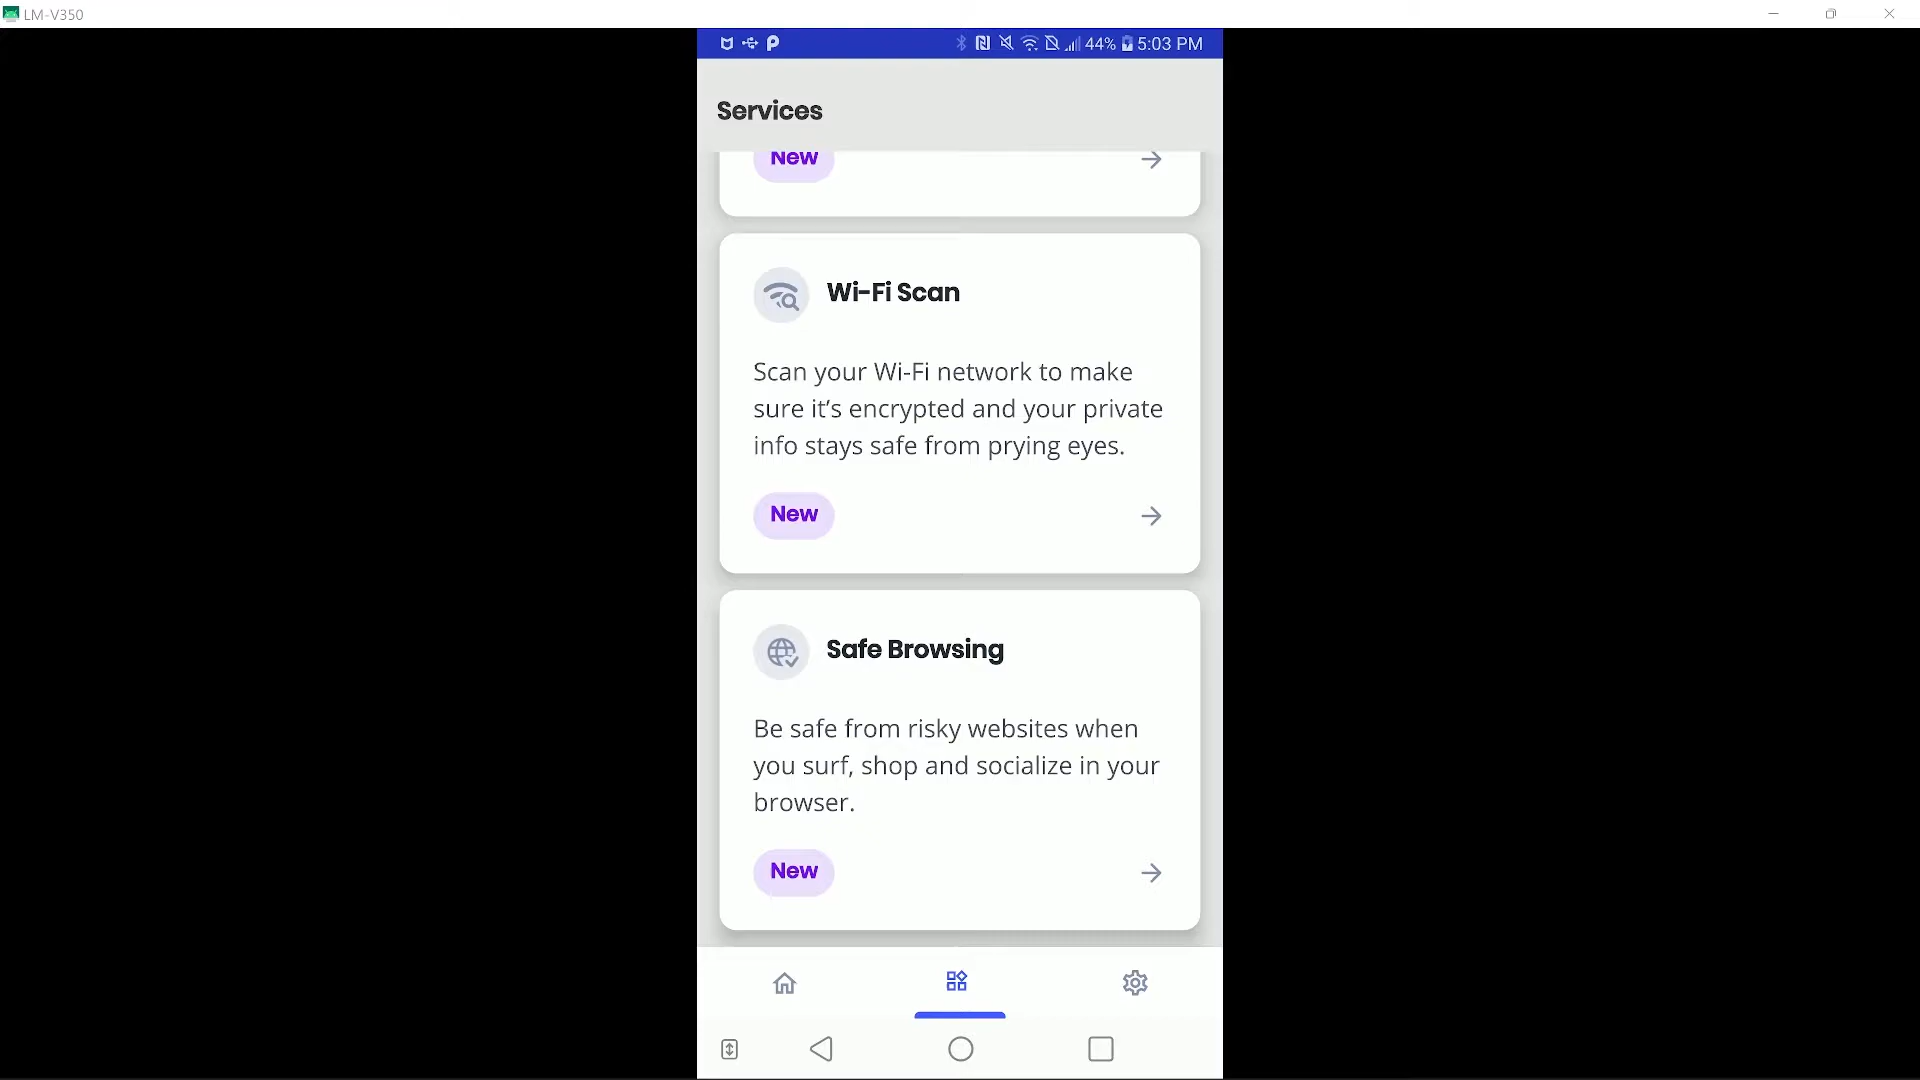 LM-V350
44% 5:03 PM
Services
New
Wi-Fi Scan
Scan your Wi-Fi network to make
sure it's encrypted and your private
info stays safe from prying eyes.
New
Safe Browsing
Be safe from risky websites when
you surf, shop and socialize in your
browser.
New